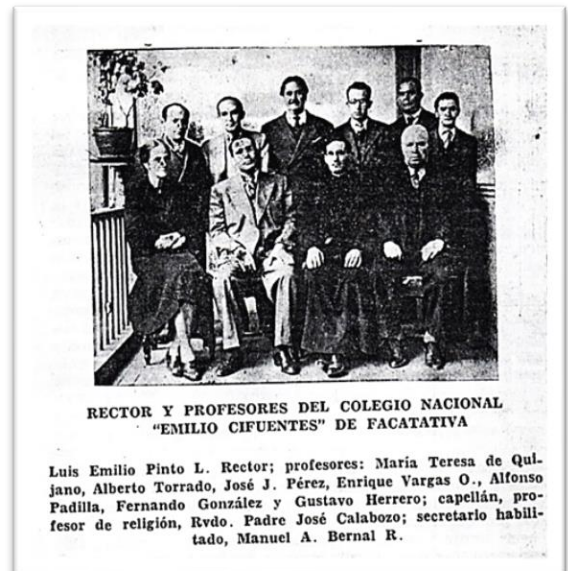 RECTOR Y PROFESORES DEL COLEGIO NACIONAL
"EMILIO CIFUENTES" DE FACATATIVA
Luis Emilio Pinto L. Rector; profesores: María Teresa de Qui-
jano, Alberto Torrado, José J. Pérez, Enrique Vargas O., Alfonso
Padilla, Fernando González y Gustavo Herrero; capellán, pro-
fesor de religión, Rvdo. Padre José Calabozo; secretario habili-
tado, Manuel A. Bernal R.